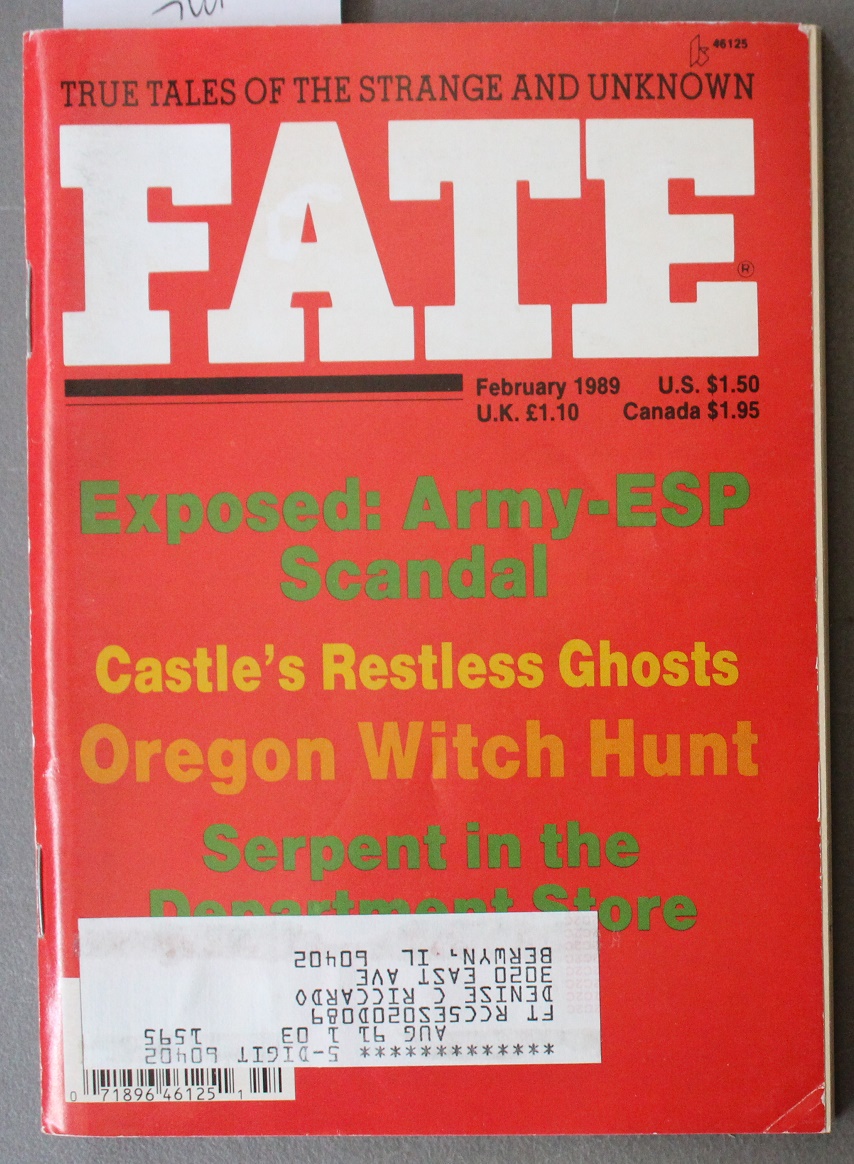 46125
TRUE TALES OF THE STRANGE AND UNKNOWN
FATE®
February 1989 U.S. $1.50
U.K. £1.10 Canada $1.95
Exposed: Army-ESP
Scandal
Castle's Restless Ghosts
Oregon Witch Hunt
Serpent in the
Department Store
************** 5-DIGIT 60402
AUG 91 1 03 1595
FT RCC5ES020D089
DENISE C RICCARDO
3020 EAST AVE
BERWYN, IL 60402
0 71896 46125 1